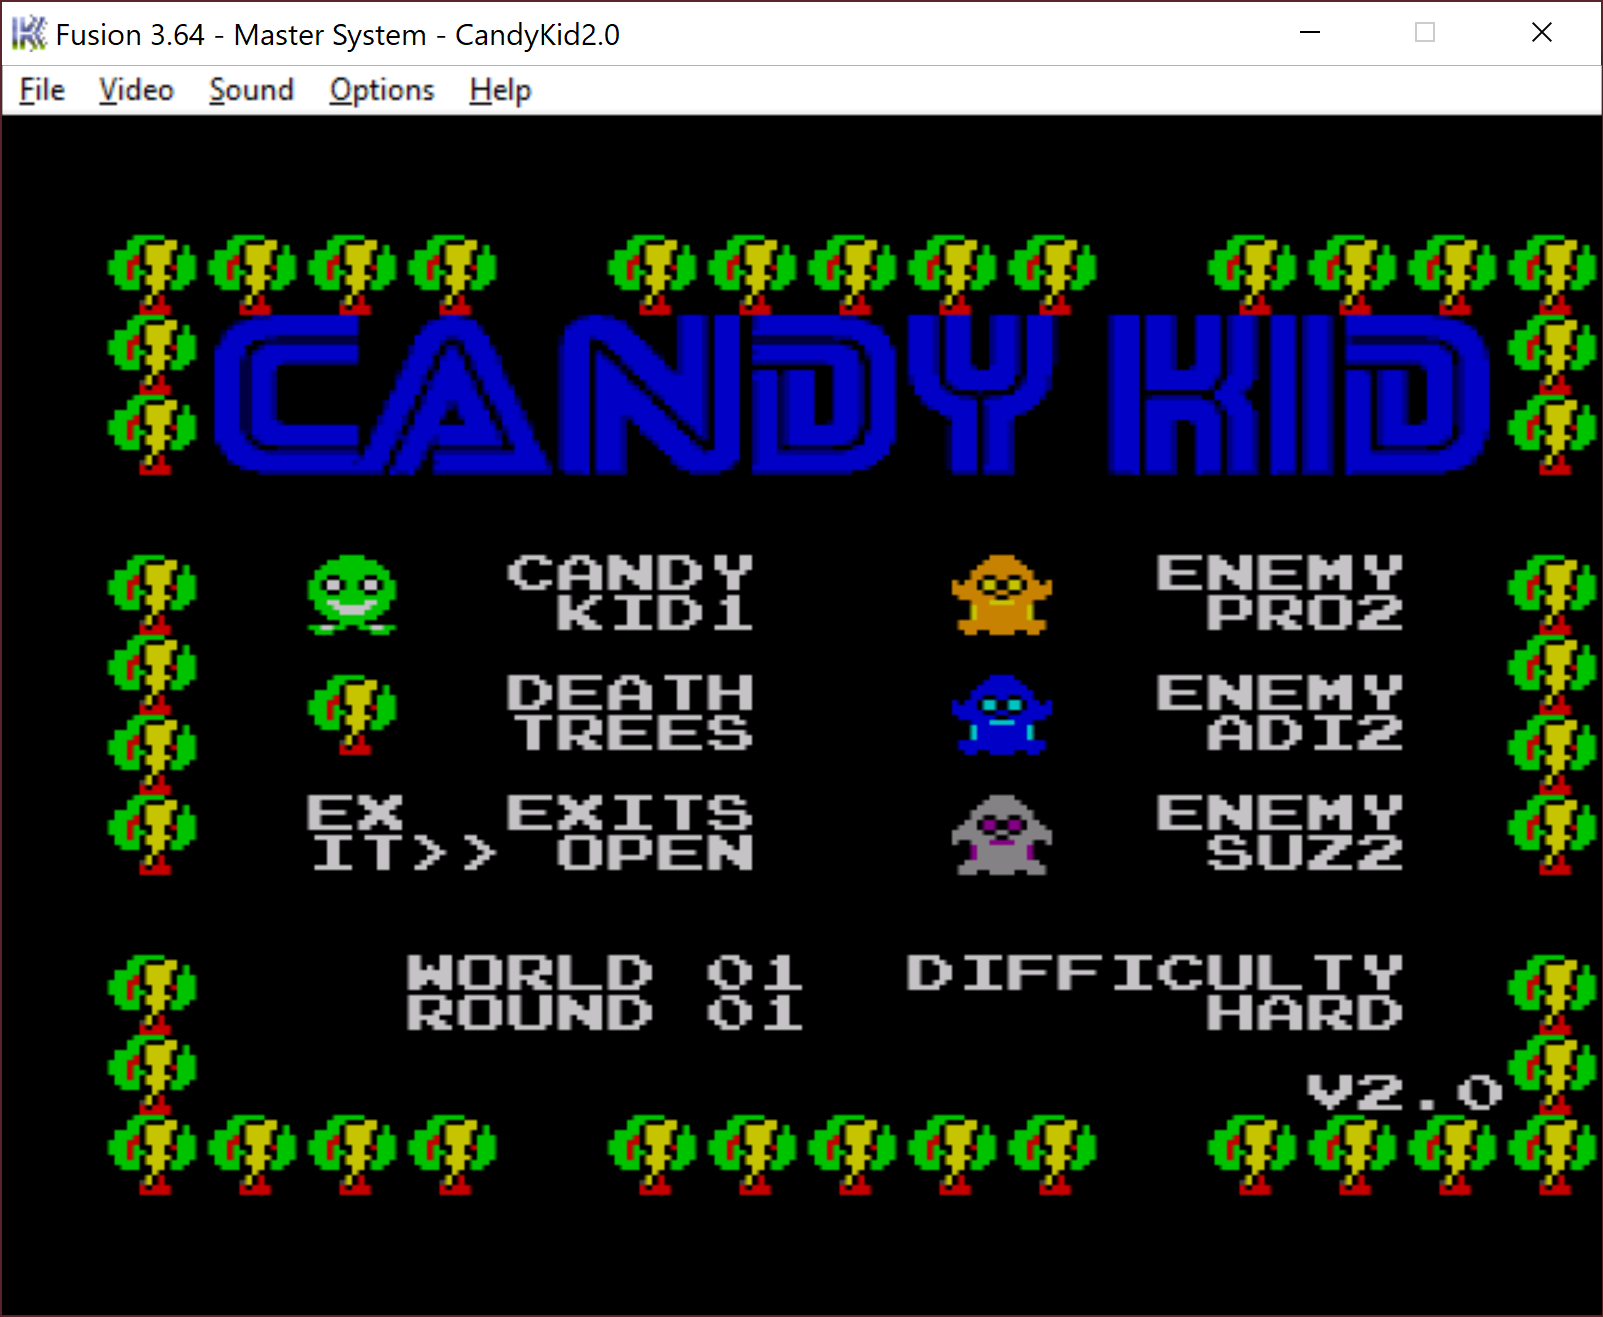 Fusion 3.64 - Master System - CandyKid2.0
File Video Sound Options Help
CANDY KID
CANDY
KID1
ENEMY
PRO2
DEATH
TREES
ENEMY
ADI2
EX
IT>>
EXITS
OPEN
ENEMY
SUZ2
WORLD 01
ROUND 01
DIFFICULTY
HARD
V2.0